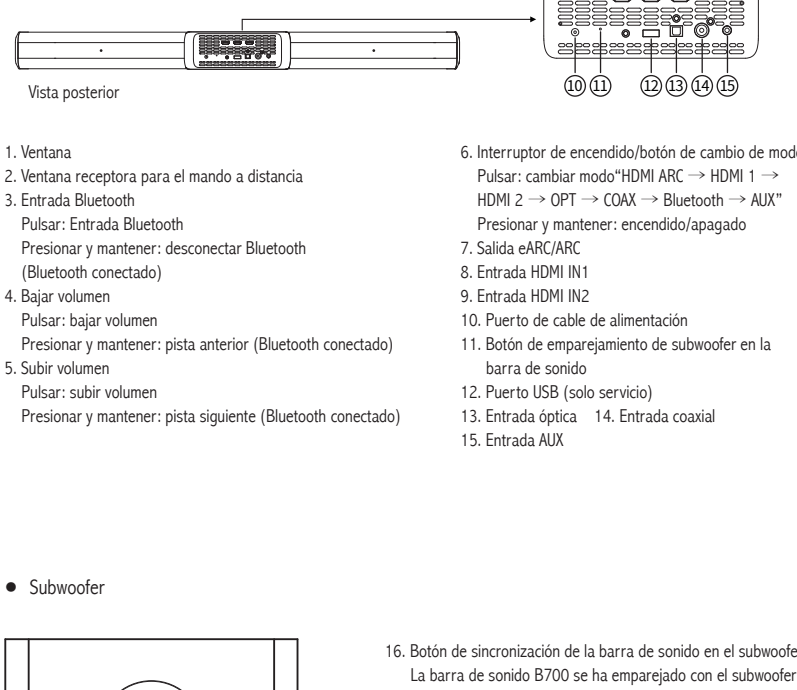 ⑩ ⑪ ⑫ ⑬ ⑭ ⑮
Vista posterior
1. Ventana
2. Ventana receptora para el mando a distancia
3. Entrada Bluetooth
Pulsar: Entrada Bluetooth
Presionar y mantener: desconectar Bluetooth
(Bluetooth conectado)
4. Bajar volumen
Pulsar: bajar volumen
Presionar y mantener: pista anterior (Bluetooth conectado)
5. Subir volumen
Pulsar: subir volumen
Presionar y mantener: pista siguiente (Bluetooth conectado)
6. Interruptor de encendido/botón de cambio de modo
Pulsar: cambiar modo“HDMI ARC → HDMI 1 →
HDMI 2 → OPT → COAX → Bluetooth → AUX”
Presionar y mantener: encendido/apagado
7. Salida eARC/ARC
8. Entrada HDMI IN1
9. Entrada HDMI IN2
10. Puerto de cable de alimentación
11. Botón de emparejamiento de subwoofer en la
barra de sonido
12. Puerto USB (solo servicio)
13. Entrada óptica 14. Entrada coaxial
15. Entrada AUX
● Subwoofer
16. Botón de sincronización de la barra de sonido en el subwoofe
La barra de sonido B700 se ha emparejado con el subwoofer